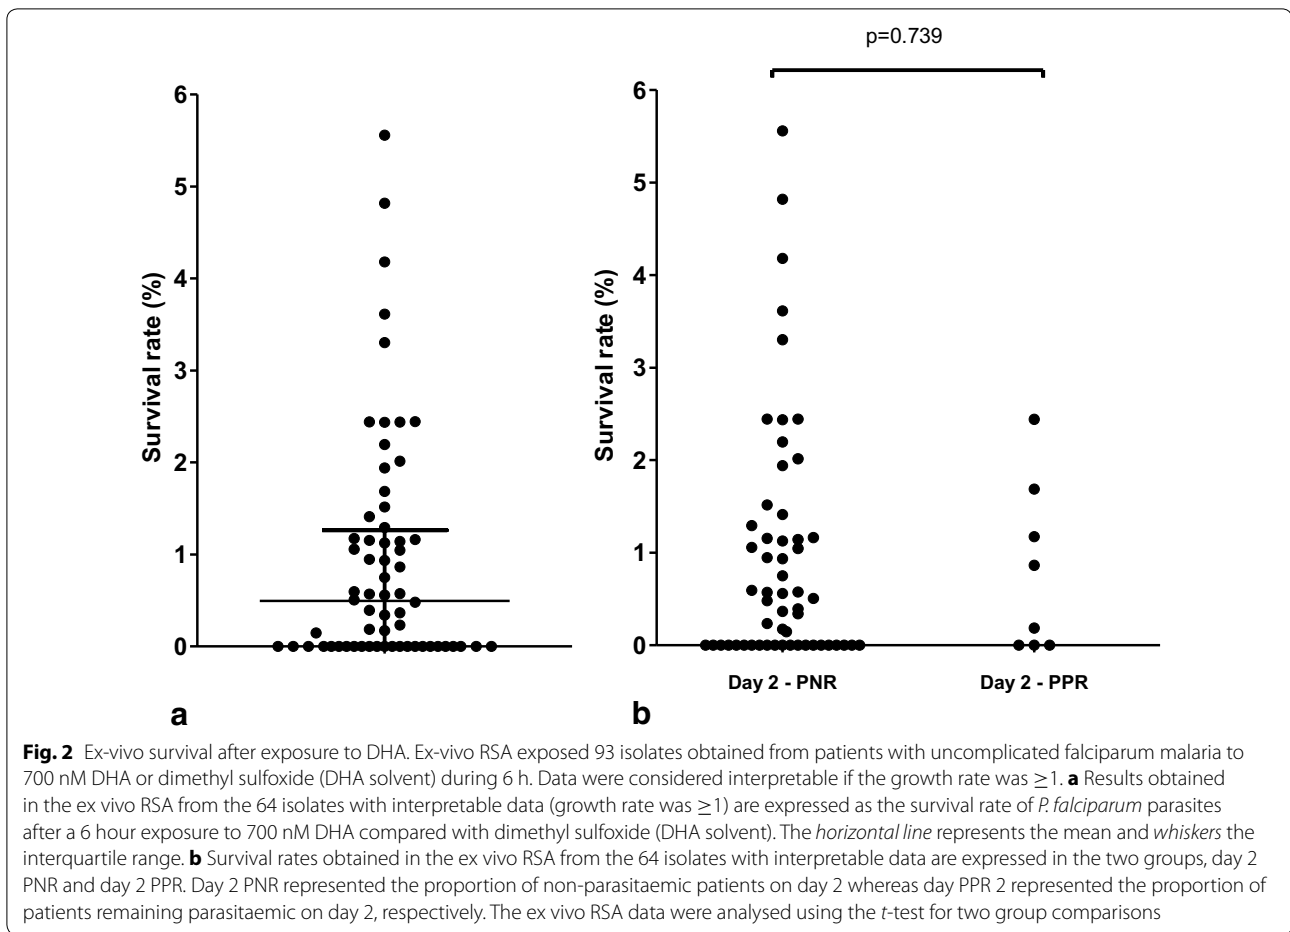 p=0.739
6
5
4
3
2
1
0
Survival rate (%)
a
6
5
4
3
2
1
0
Survival rate (%)
Day 2 - PNR
Day 2 - PPR
b
Fig. 2 Ex-vivo survival after exposure to DHA. Ex-vivo RSA exposed 93 isolates obtained from patients with uncomplicated falciparum malaria to
700 nM DHA or dimethyl sulfoxide (DHA solvent) during 6 h. Data were considered interpretable if the growth rate was ≥1. a Results obtained
in the ex vivo RSA from the 64 isolates with interpretable data (growth rate was ≥1) are expressed as the survival rate of P. falciparum parasites
after a 6 hour exposure to 700 nM DHA compared with dimethyl sulfoxide (DHA solvent). The horizontal line represents the mean and whiskers the
interquartile range. b Survival rates obtained in the ex vivo RSA from the 64 isolates with interpretable data are expressed in the two groups, day 2
PNR and day 2 PPR. Day 2 PNR represented the proportion of non-parasitaemic patients on day 2 whereas day PPR 2 represented the proportion of
patients remaining parasitaemic on day 2, respectively. The ex vivo RSA data were analysed using the t-test for two group comparisons